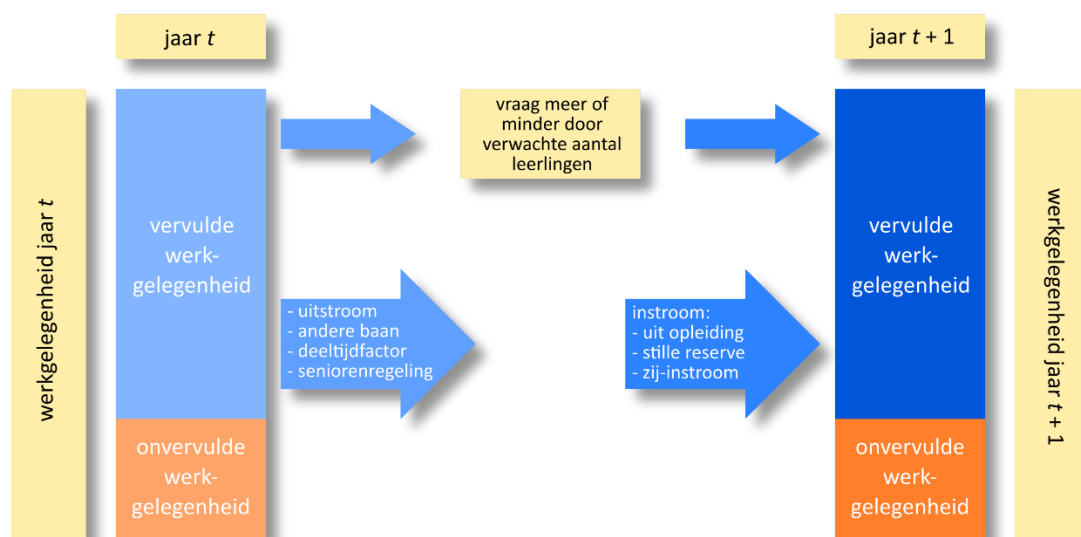 jaar t
jaar t + 1
werkgelegenheid jaar t
vervulde
werk-
gelegenheid
onvervulde
werk-
gelegenheid
vraag meer of
minder door
verwachte aantal
leerlingen
- uitstroom
- andere baan
- deeltijdfactor
- seniorenregeling
instroom:
- uit opleiding
- stille reserve
- zij-instroom
vervulde
werk-
gelegenheid
onvervulde
werk-
gelegenheid
werkgelegenheid jaar t + 1